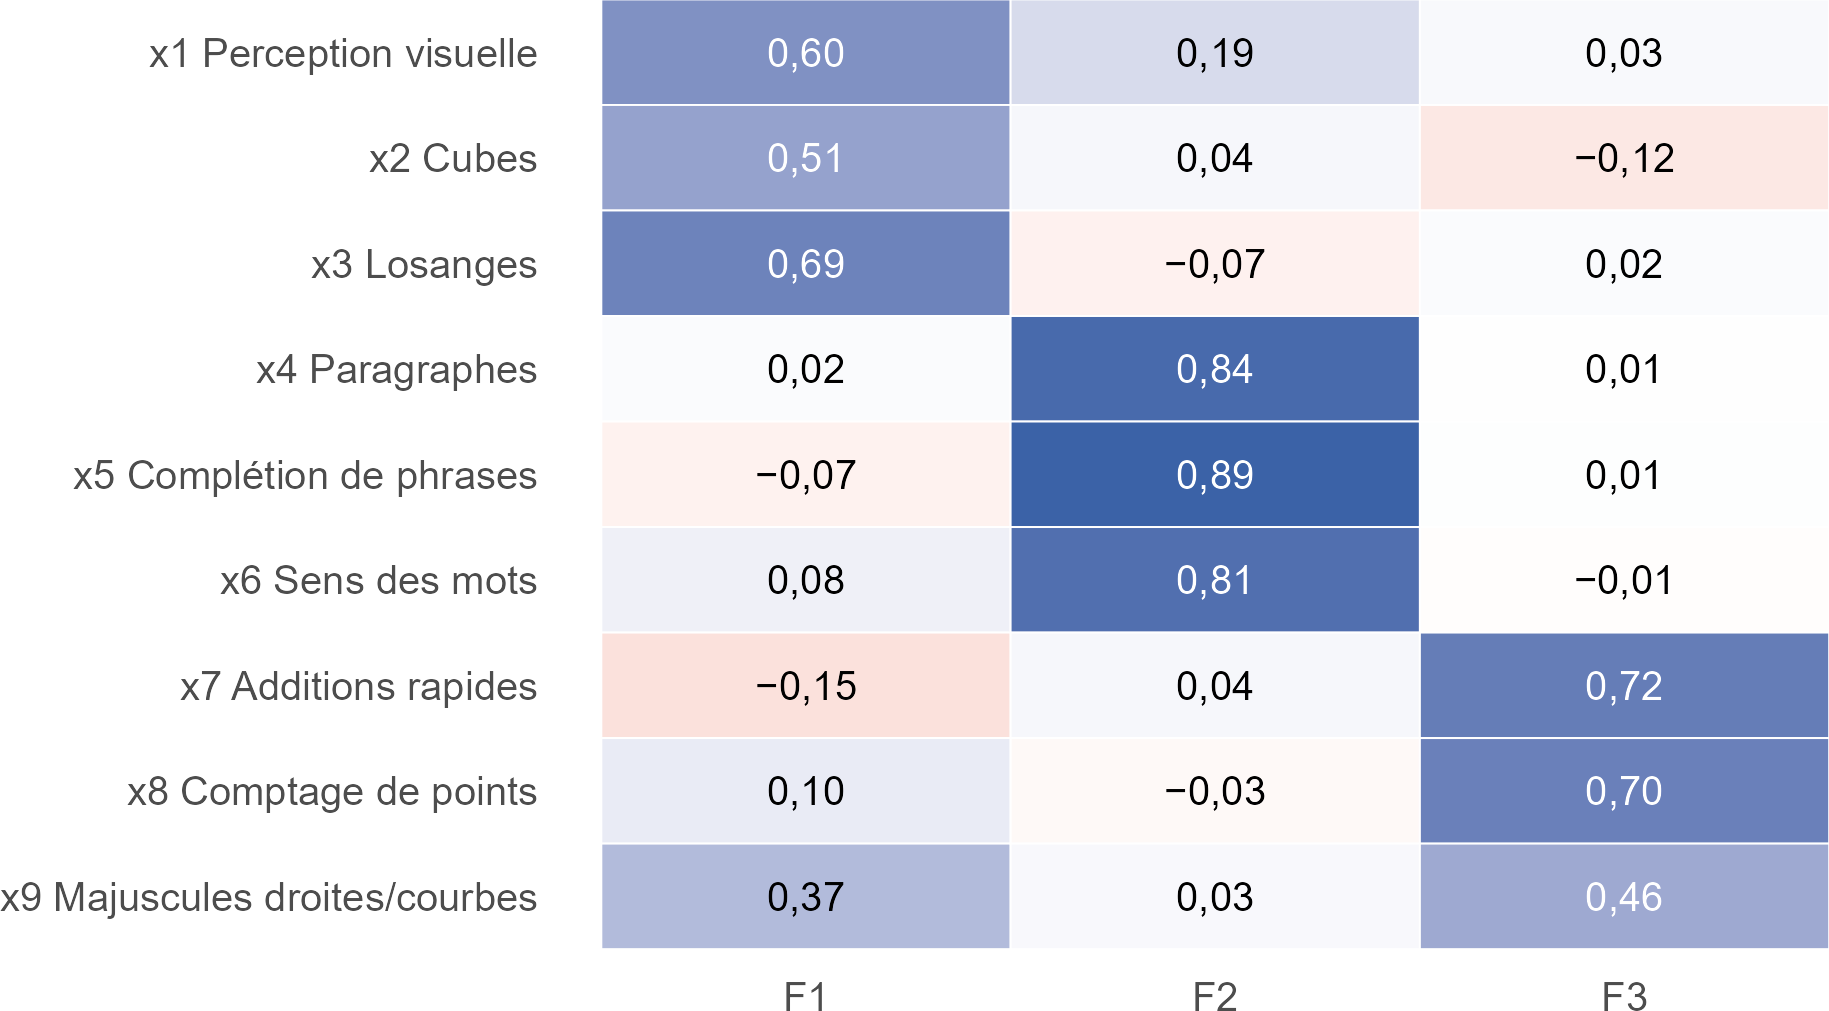 x1 Perception visuelle 0,60 0,19 0,03
x2 Cubes 0,51 0,04 −0,12
x3 Losanges 0,69 −0,07 0,02
x4 Paragraphes 0,02 0,84 0,01
x5 Complétion de phrases −0,07 0,89 0,01
x6 Sens des mots 0,08 0,81 −0,01
x7 Additions rapides −0,15 0,04 0,72
x8 Comptage de points 0,10 −0,03 0,70
x9 Majuscules droites/courbes 0,37 0,03 0,46
F1 F2 F3